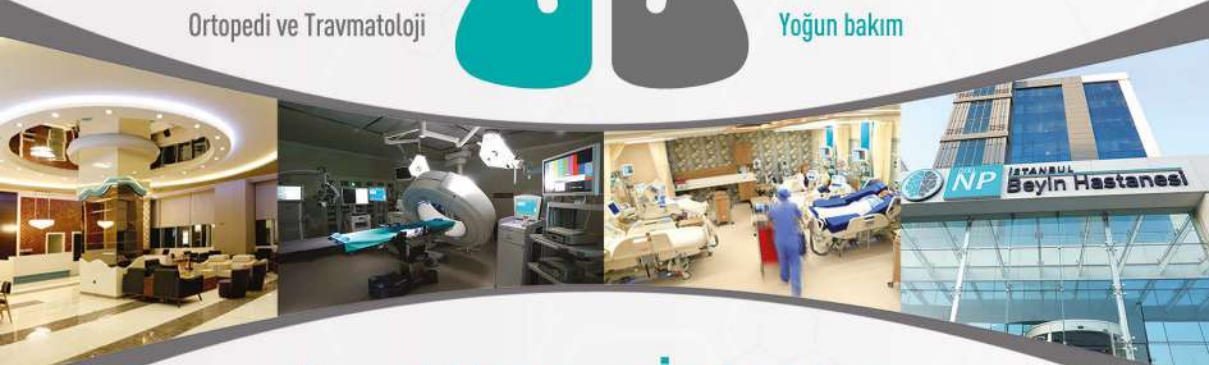 Ortopedi ve Travmatoloji
Yoğun bakım
NP
İSTANBUL
Beyin Hastanesi